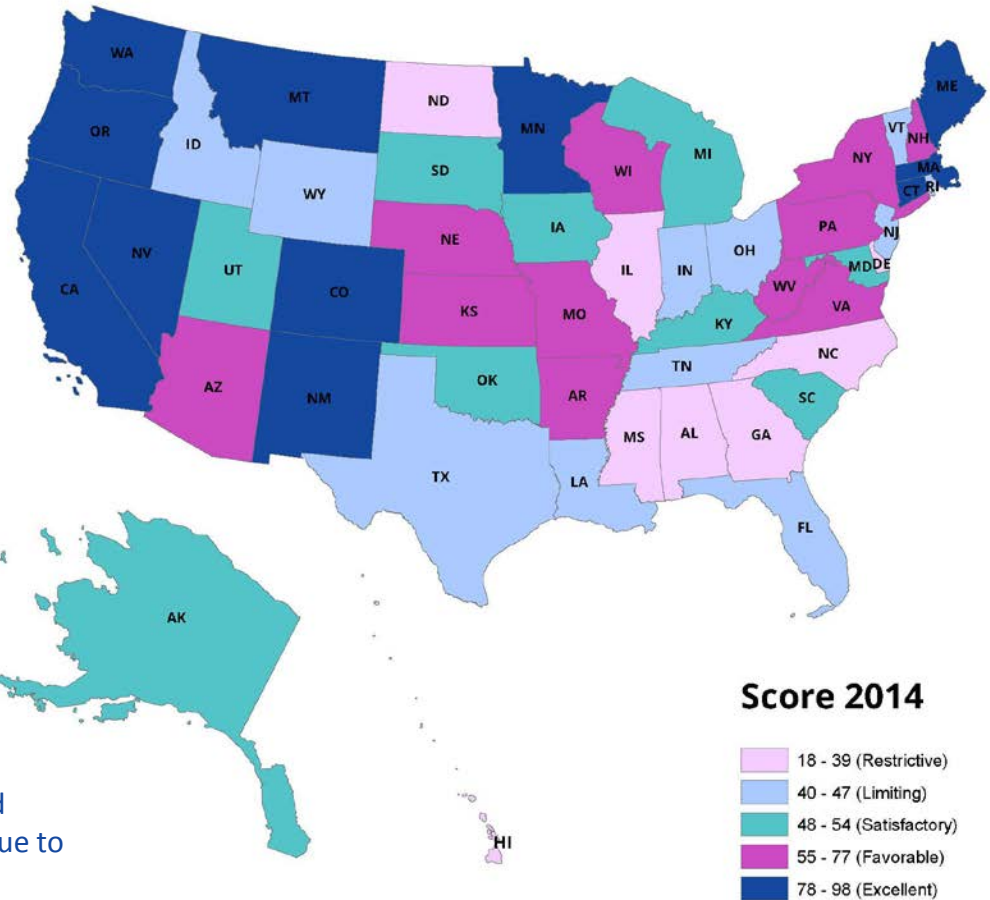 WA
MT
ND
MN
ME
OR
ID
SD
WI
MI
VT
NH
NY
MA
CT
RI
WY
IA
NE
PA
NJ
NV
UT
CO
IL
IN
OH
MD
DE
CA
KS
MO
WV
VA
KY
AZ
NM
OK
AR
TN
NC
SC
MS
AL
GA
TX
LA
FL
AK
HI
Score 2014
18 - 39 (Restrictive)
40 - 47 (Limiting)
48 - 54 (Satisfactory)
55 - 77 (Favorable)
78 - 98 (Excellent)
d
ue to